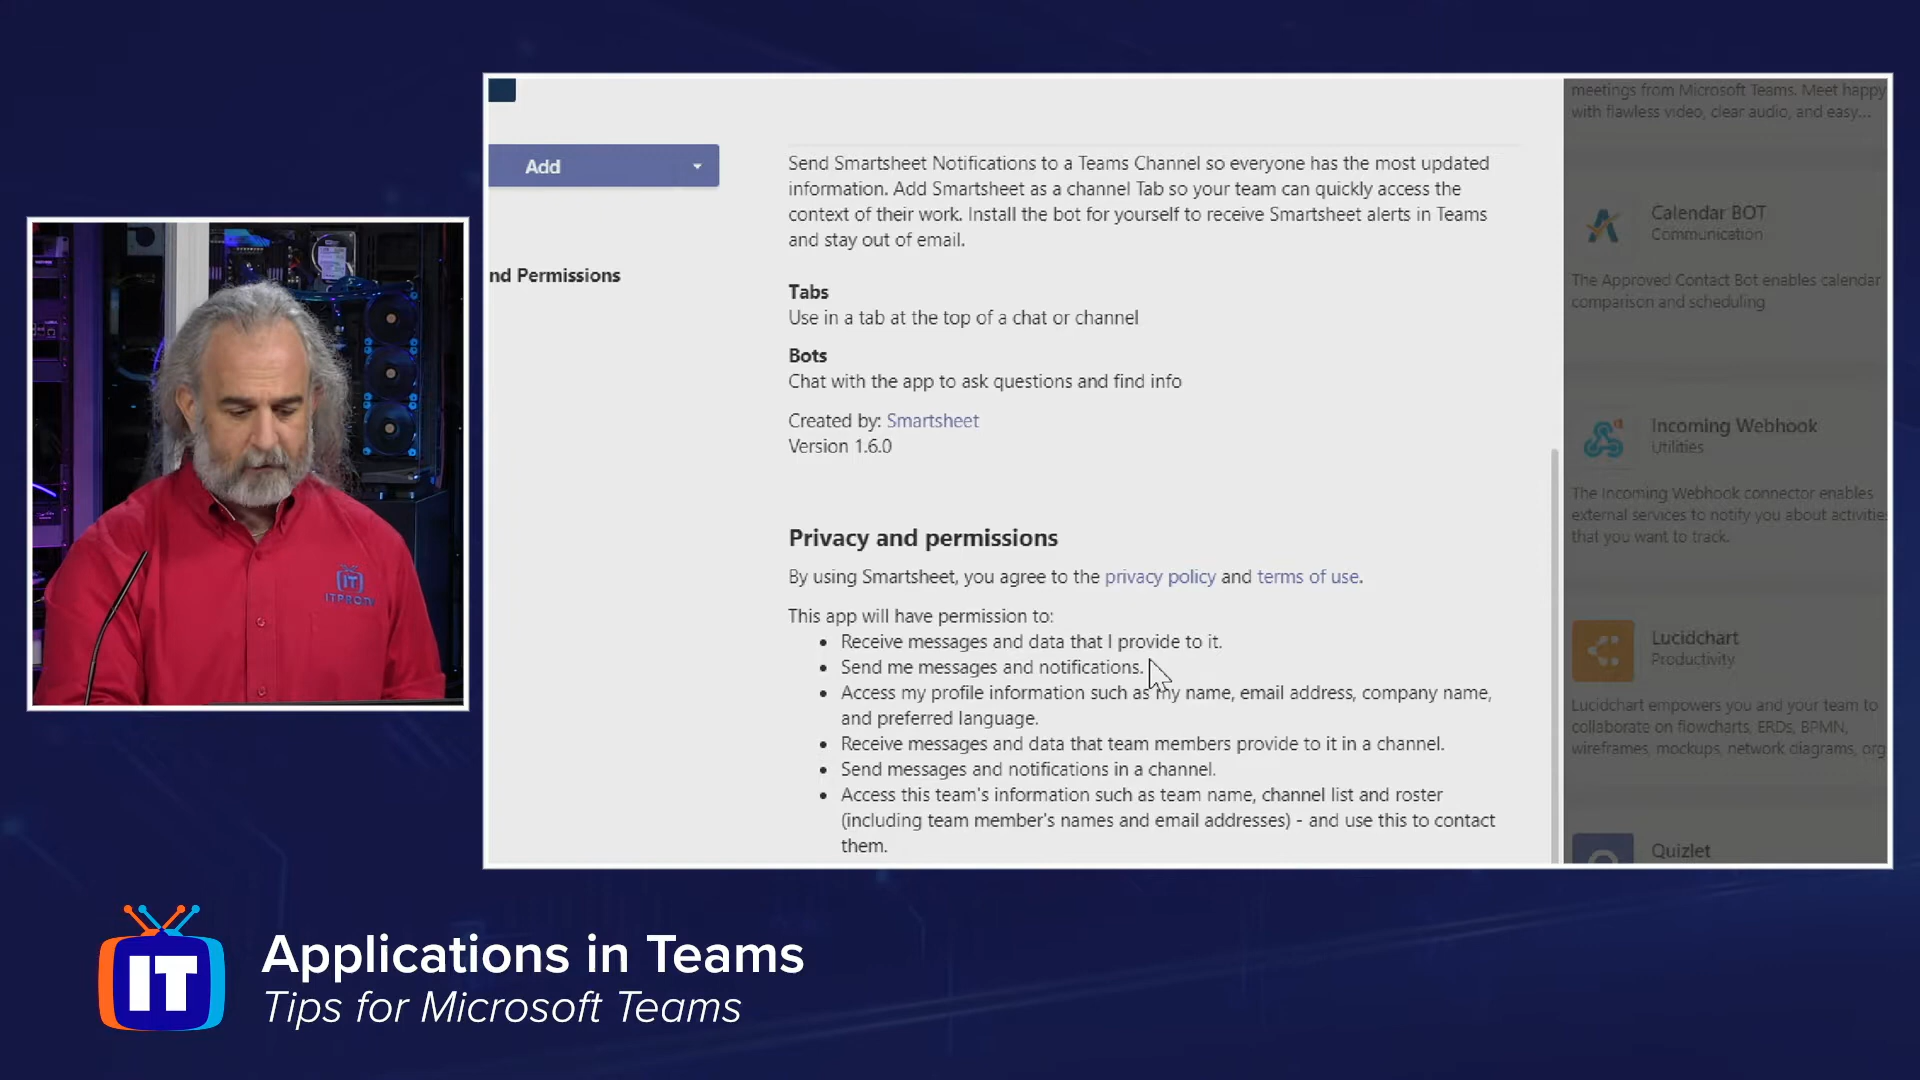 Add
nd Permissions
Send Smartsheet Notifications to a Teams Channel so everyone has the most updated
information. Add Smartsheet as a channel Tab so your team can quickly access the
context of their work. Install the bot for yourself to receive Smartsheet alerts in Teams
and stay out of email.
Tabs
Use in a tab at the top of a chat or channel
Bots
Chat with the app to ask questions and find info
Created by: Smartsheet
Version 1.6.0
Privacy and permissions
By using Smartsheet, you agree to the privacy policy and terms of use.
This app will have permission to:
• Receive messages and data that I provide to it.
• Send me messages and notifications.
• Access my profile information such as my name, email address, company name,
and preferred language.
• Receive messages and data that team members provide to it in a channel.
• Send messages and notifications in a channel.
• Access this team's information such as team name, channel list and roster
(including team member's names and email addresses) - and use this to contact
them.
meetings from Microsoft Teams. Meet happy
with flawless video, clear audio, and easy...
Calendar BOT
Communication
The Approved Contact Bot enables calendar
comparison and scheduling
Incoming Webhook
Utilities
The Incoming Webhook connector enables
external services to notify you about activitie
that you want to track.
Lucidchart
Productivity
Lucidchart empowers you and your team to
collaborate on flowcharts, ERDs, BPMN,
wireframes, mockups, network diagrams, org
Quizlet
IT
ITPROTV
IT
Applications in Teams
Tips for Microsoft Teams